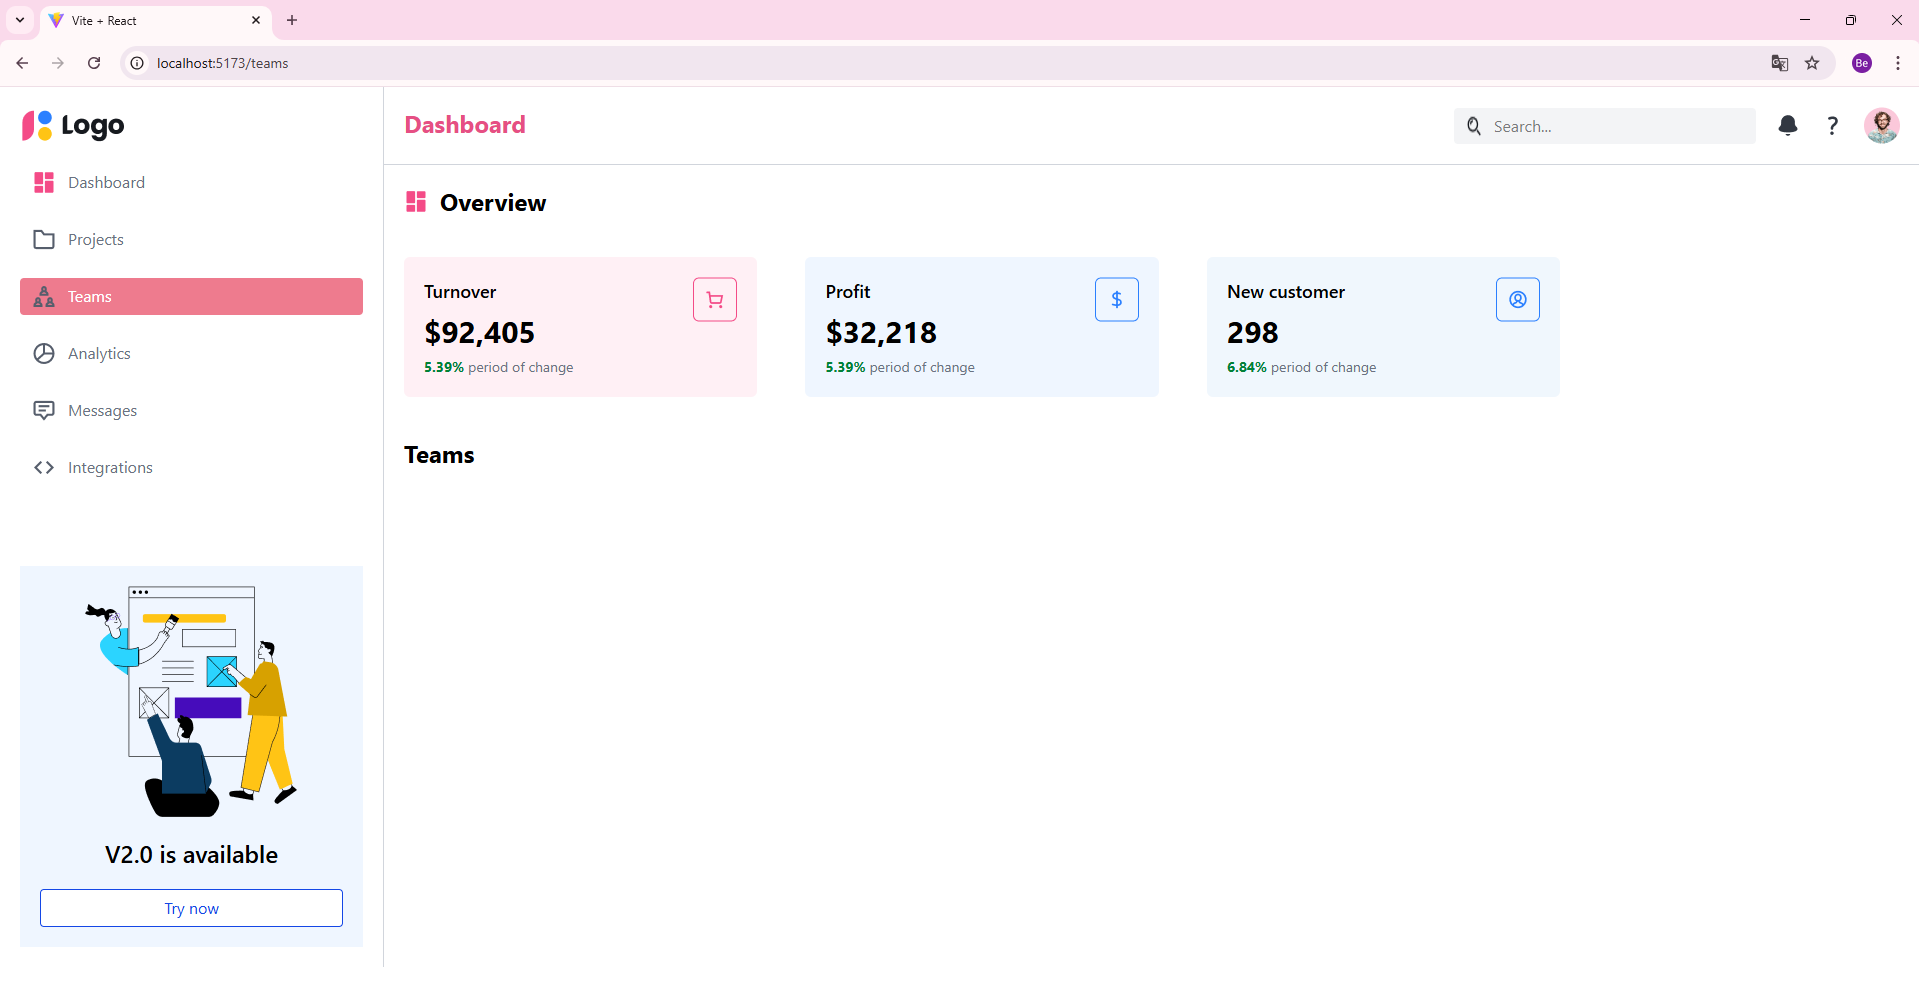 Vite + React
localhost:5173/teams
Be
Logo
Dashboard
Projects
Teams
Analytics
Messages
Integrations
V2.0 is available
Try now
Dashboard
Search...
Overview
Turnover
$92,405
5.39% period of change
Profit
$32,218
5.39% period of change
New customer
298
6.84% period of change
Teams